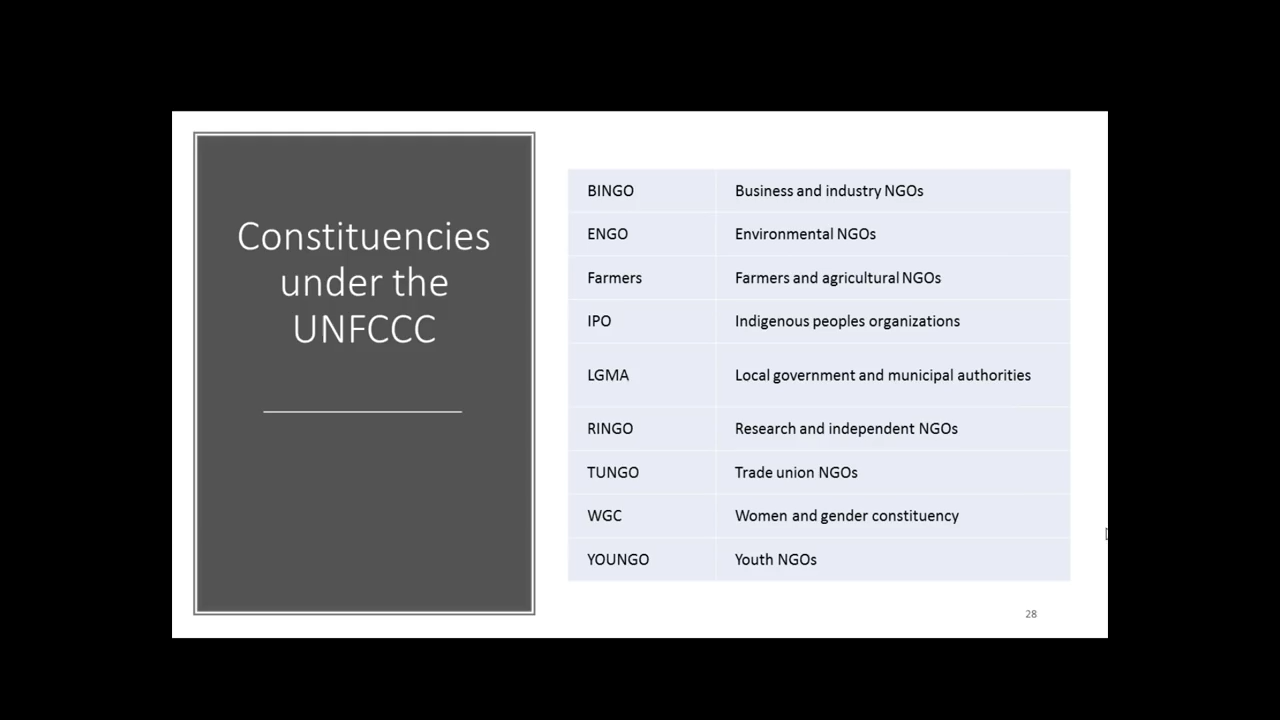 Constituencies
under the
UNFCCC
BINGO Business and industry NGOs
ENGO Environmental NGOs
Farmers Farmers and agricultural NGOs
IPO Indigenous peoples organizations
LGMA Local government and municipal authorities
RINGO Research and independent NGOs
TUNGO Trade union NGOs
WGC Women and gender constituency
YOUNGO Youth NGOs
28